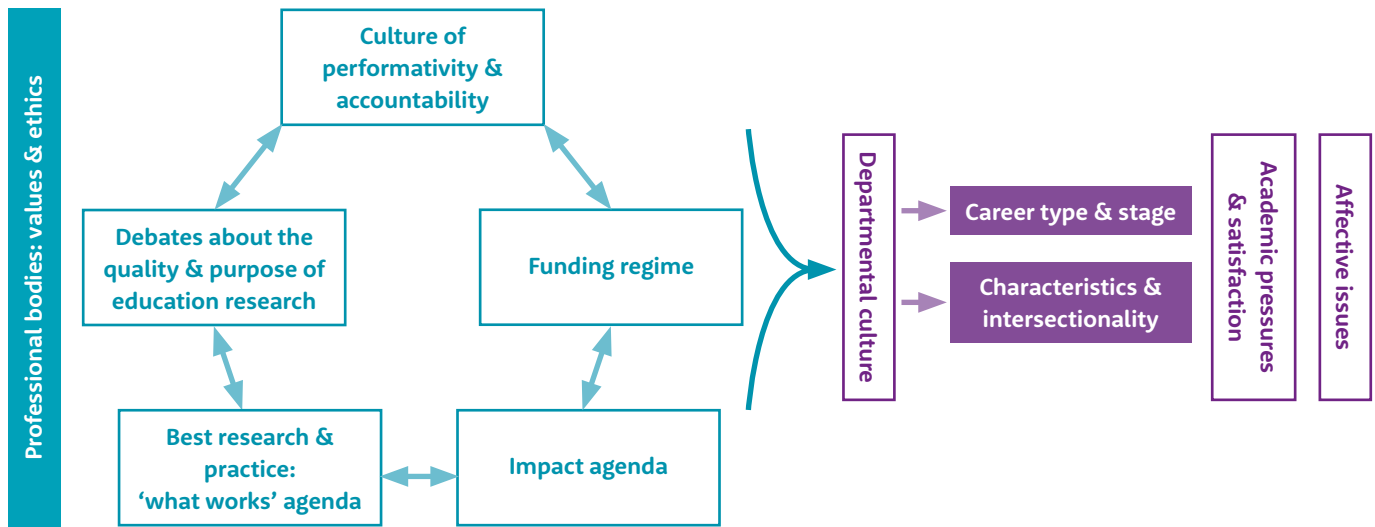 Professional bodies: values & ethics
Culture of
performativity &
accountability
Debates about the
quality & purpose of
education research
Funding regime
Best research &
practice:
‘what works’ agenda
Impact agenda
Departmental culture
Career type & stage
Characteristics &
intersectionality
Academic pressures
& satisfaction
Affective issues